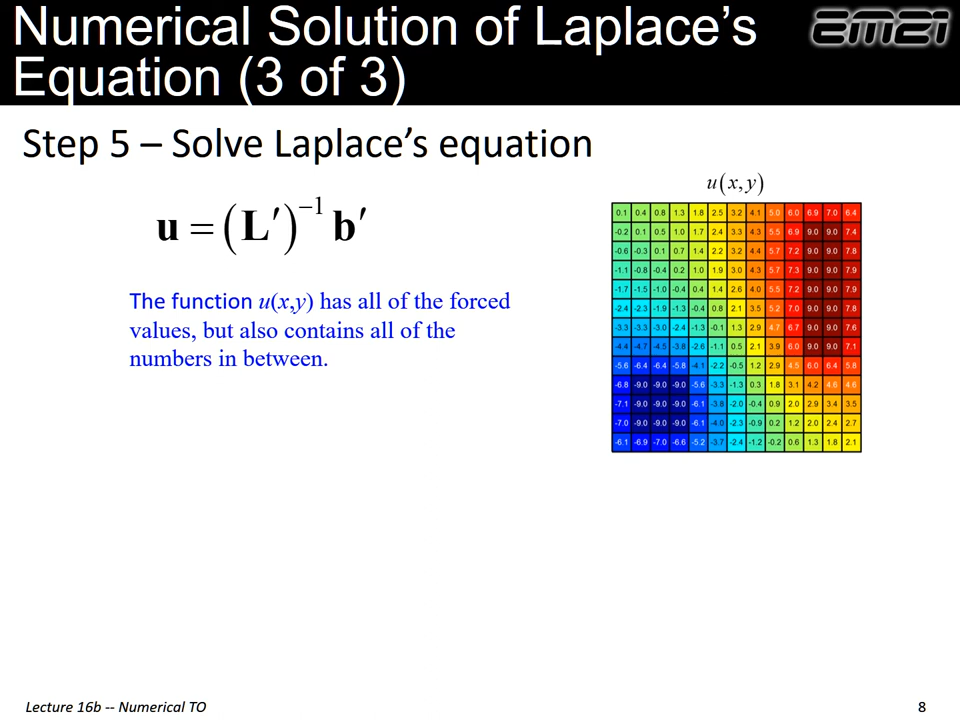 Numerical Solution of Laplace's
Equation (3 of 3)
EM21
Step 5 – Solve Laplace's equation
u = (L′)⁻¹ b′
The function u(x,y) has all of the forced
values, but also contains all of the
numbers in between.
u(x,y)
0.1 0.4 0.8 1.3 1.8 2.5 3.2 4.1 5.0 6.0 6.9 7.0 6.4
-0.2 0.1 0.5 1.0 1.7 2.4 3.3 4.3 5.5 6.9 9.0 9.0 7.4
-0.6 -0.3 0.1 0.7 1.4 2.2 3.2 4.4 5.7 7.2 9.0 9.0 7.8
-1.1 -0.8 -0.4 0.2 1.0 1.9 3.0 4.3 5.7 7.3 9.0 9.0 7.9
-1.7 -1.5 -1.0 -0.4 0.4 1.4 2.6 4.0 5.5 7.2 9.0 9.0 7.9
-2.4 -2.3 -1.9 -1.3 -0.4 0.8 2.1 3.5 5.2 7.0 9.0 9.0 7.8
-3.3 -3.3 -3.0 -2.4 -1.3 -0.1 1.3 2.9 4.7 6.7 9.0 9.0 7.6
-4.4 -4.7 -4.5 -3.8 -2.6 -1.1 0.5 2.1 3.9 6.0 9.0 9.0 7.1
-5.6 -6.4 -6.4 -5.8 -4.1 -2.2 -0.5 1.2 2.9 4.5 6.0 6.4 5.8
-6.8 -9.0 -9.0 -9.0 -5.6 -3.3 -1.3 0.3 1.8 3.1 4.2 4.6 4.6
-7.1 -9.0 -9.0 -9.0 -6.1 -3.8 -2.0 -0.4 0.9 2.0 2.9 3.4 3.5
-7.0 -9.0 -9.0 -9.0 -6.1 -4.0 -2.3 -0.9 0.2 1.2 2.0 2.4 2.7
-6.1 -6.9 -7.0 -6.6 -5.2 -3.7 -2.4 -1.2 -0.2 0.6 1.3 1.8 2.1
Lecture 16b -- Numerical TO
8